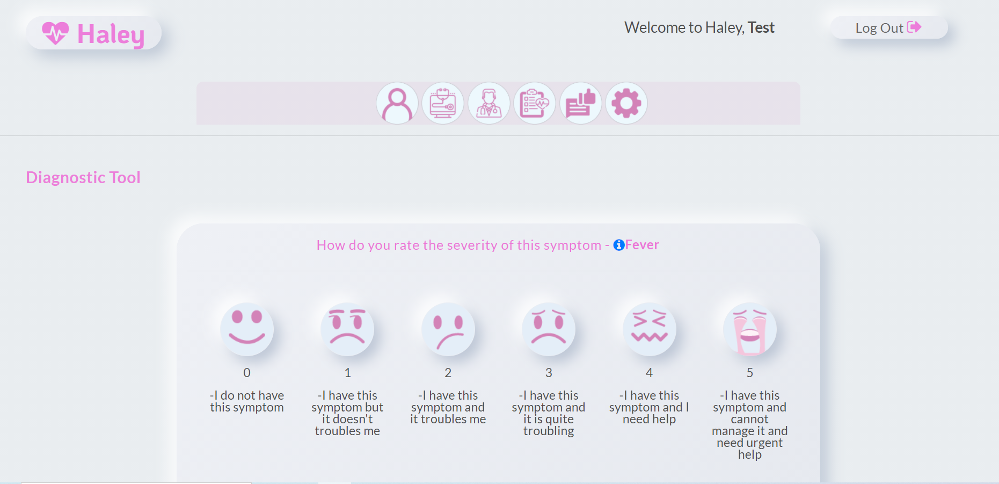 Haley
Welcome to Haley, Test
Log Out
Diagnostic Tool
How do you rate the severity of this symptom - Fever
0
-I do not have
this symptom
1
-I have this
symptom but
it doesn't
troubles me
2
-I have this
symptom and
it troubles me
3
-I have this
symptom and
it is quite
troubling
4
-I have this
symptom and I
need help
5
-I have this
symptom and
cannot
manage it and
need urgent
help